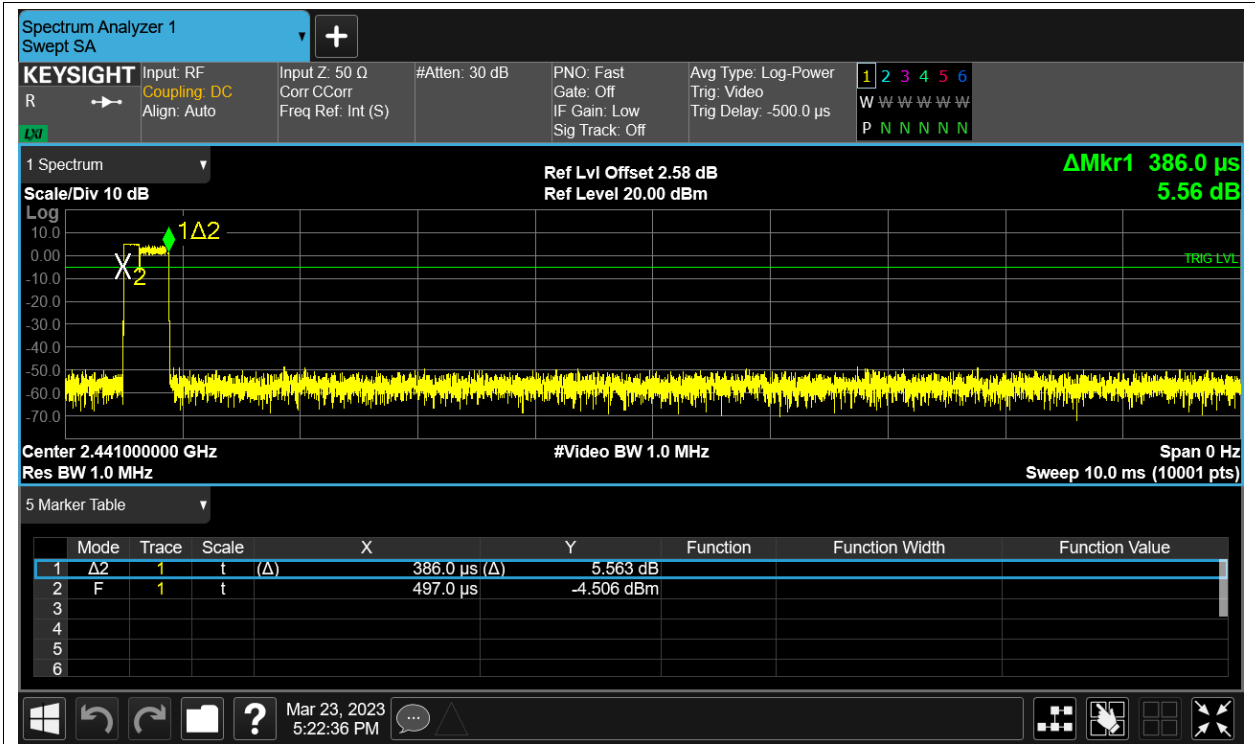 Spectrum Analyzer 1
Swept SA
KEYSIGHT Input: RF Input Z: 50 Ω #Atten: 30 dB PNO: Fast Avg Type: Log-Power 1 2 3 4 5 6
R Coupling: DC Corr CCorr Gate: Off Trig: Video W W W W W W
Align: Auto Freq Ref: Int (S) IF Gain: Low Trig Delay: -500.0 µs
LXI Sig Track: Off P N N N N N
1 Spectrum Ref Lvl Offset 2.58 dB ΔMkr1 386.0 µs
Scale/Div 10 dB Ref Level 20.00 dBm 5.56 dB
Log
1Δ2
10.0
0.00 TRIG LVL
X2
-10.0
-20.0
-30.0
-40.0
-50.0
-60.0
-70.0
Center 2.441000000 GHz #Video BW 1.0 MHz Span 0 Hz
Res BW 1.0 MHz Sweep 10.0 ms (10001 pts)
5 Marker Table
Mode Trace Scale X Y Function Function Width Function Value
1 Δ2 1 t (Δ) 386.0 µs (Δ) 5.563 dB
2 F 1 t 497.0 µs -4.506 dBm
3
4
5
6
? Mar 23, 2023
5:22:36 PM